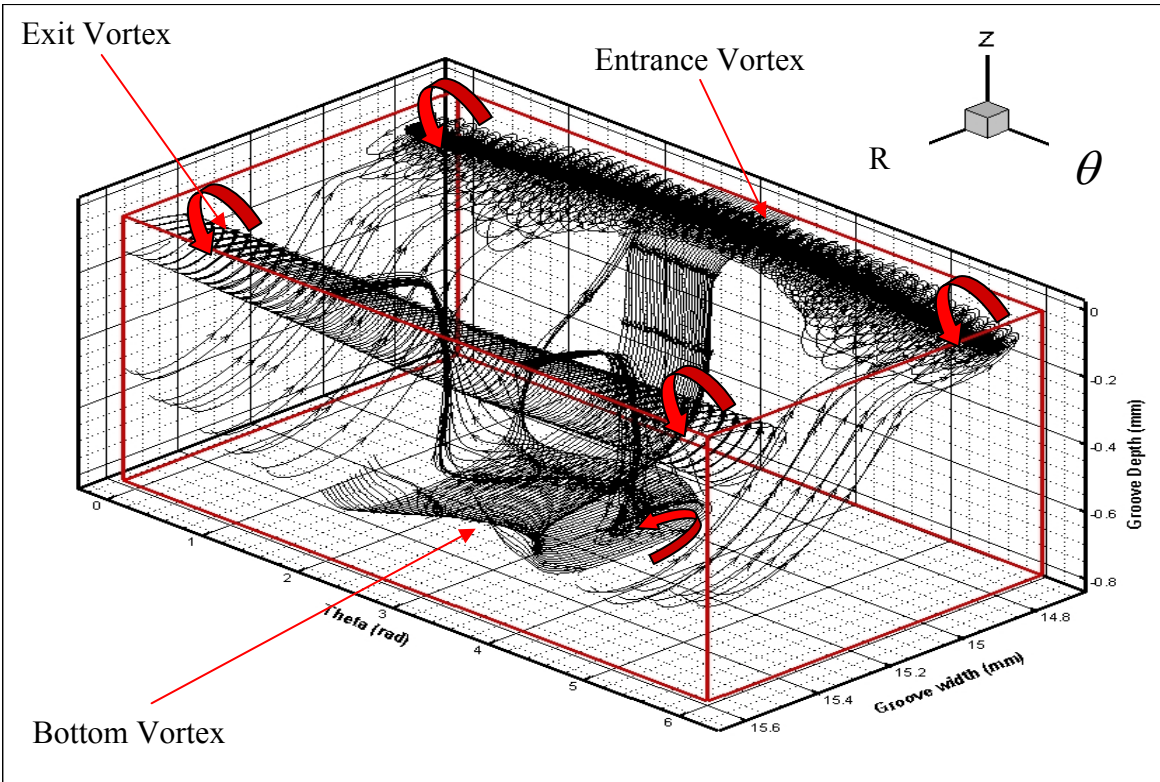 Exit Vortex
Entrance Vortex
Z
R
θ
0
-0.2
-0.4
-0.6
-0.8
Groove Depth (mm)
0
1
2
3
4
5
6
Theta (rad)
14.8
15
15.2
15.4
15.6
Groove width (mm)
Bottom Vortex